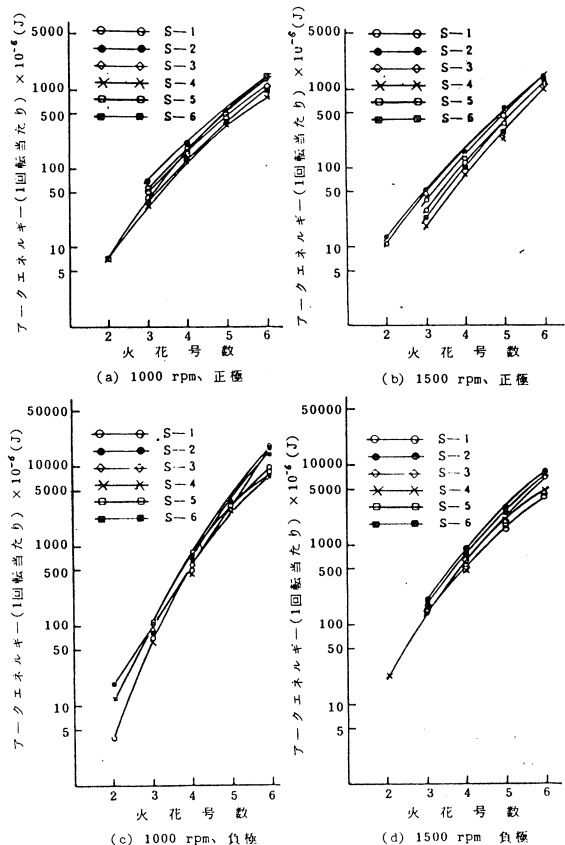 アークエネルギー(1回転当たり) ×10⁻⁶(J)
5000
1000
500
100
50
10
5
S—1
S—2
S—3
S—4
S—5
S—6
2 3 4 5 6
火花号数
(a) 1000 rpm、正極
アークエネルギー(1回転当たり) ×10⁻⁶(J)
5000
1000
500
100
50
10
5
S—1
S—2
S—3
S—4
S—5
S—6
2 3 4 5 6
火花号数
(b) 1500 rpm、正極
アークエネルギー(1回転当たり) ×10⁻⁶(J)
50000
10000
5000
1000
500
100
50
10
5
S—1
S—2
S—3
S—4
S—5
S—6
2 3 4 5 6
火花号数
(c) 1000 rpm、負極
アークエネルギー(1回転当たり) ×10⁻⁶(J)
50000
10000
5000
1000
500
100
50
10
5
S—1
S—2
S—3
S—4
S—5
S—6
2 3 4 5 6
火花号数
(d) 1500 rpm 負極